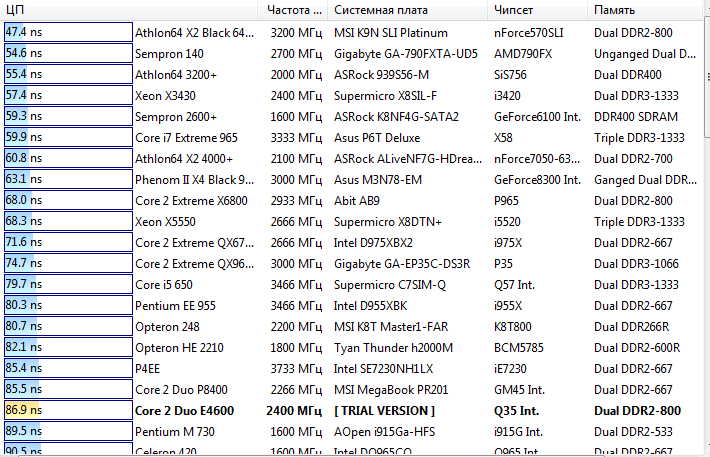 ЦП Частота ... Системная плата Чипсет Память
47.4 ns Athlon64 X2 Black 64... 3200 МГц MSI K9N SLI Platinum nForce570SLI Dual DDR2-800
54.6 ns Sempron 140 2700 МГц Gigabyte GA-790FXTA-UD5 AMD790FX Unganged Dual D...
55.4 ns Athlon64 3200+ 2000 МГц ASRock 939S56-M SiS756 Dual DDR400
57.4 ns Xeon X3430 2400 МГц Supermicro X8SIL-F i3420 Dual DDR3-1333
59.3 ns Sempron 2600+ 1600 МГц ASRock K8NF4G-SATA2 GeForce6100 Int. DDR400 SDRAM
59.9 ns Core i7 Extreme 965 3333 МГц Asus P6T Deluxe X58 Triple DDR3-1333
60.8 ns Athlon64 X2 4000+ 2100 МГц ASRock ALiveNF7G-HDrea... nForce7050-63... Dual DDR2-700
63.1 ns Phenom II X4 Black 9... 3000 МГц Asus M3N78-EM GeForce8300 Int. Ganged Dual DDR...
68.0 ns Core 2 Extreme X6800 2933 МГц Abit AB9 P965 Dual DDR2-800
68.3 ns Xeon X5550 2666 МГц Supermicro X8DTN+ i5520 Triple DDR3-1333
71.6 ns Core 2 Extreme QX67... 2666 МГц Intel D975XBX2 i975X Dual DDR2-667
74.7 ns Core 2 Extreme QX96... 3000 МГц Gigabyte GA-EP35C-DS3R P35 Dual DDR3-1066
79.7 ns Core i5 650 3466 МГц Supermicro C7SIM-Q Q57 Int. Dual DDR3-1333
80.3 ns Pentium EE 955 3466 МГц Intel D955XBK i955X Dual DDR2-667
80.7 ns Opteron 248 2200 МГц MSI K8T Master1-FAR K8T800 Dual DDR266R
82.1 ns Opteron HE 2210 1800 МГц Tyan Thunder h2000M BCM5785 Dual DDR2-600R
85.4 ns P4EE 3733 МГц Intel SE7230NH1LX iE7230 Dual DDR2-667
85.5 ns Core 2 Duo P8400 2266 МГц MSI MegaBook PR201 GM45 Int. Dual DDR2-667
86.9 ns Core 2 Duo E4600 2400 МГц [ TRIAL VERSION ] Q35 Int. Dual DDR2-800
89.5 ns Pentium M 730 1600 МГц AOpen i915Ga-HFS i915G Int. Dual DDR2-533
90.5 ns Celeron 420 1600 МГц Intel DQ965CO Q965 Int. Dual DDR2-667